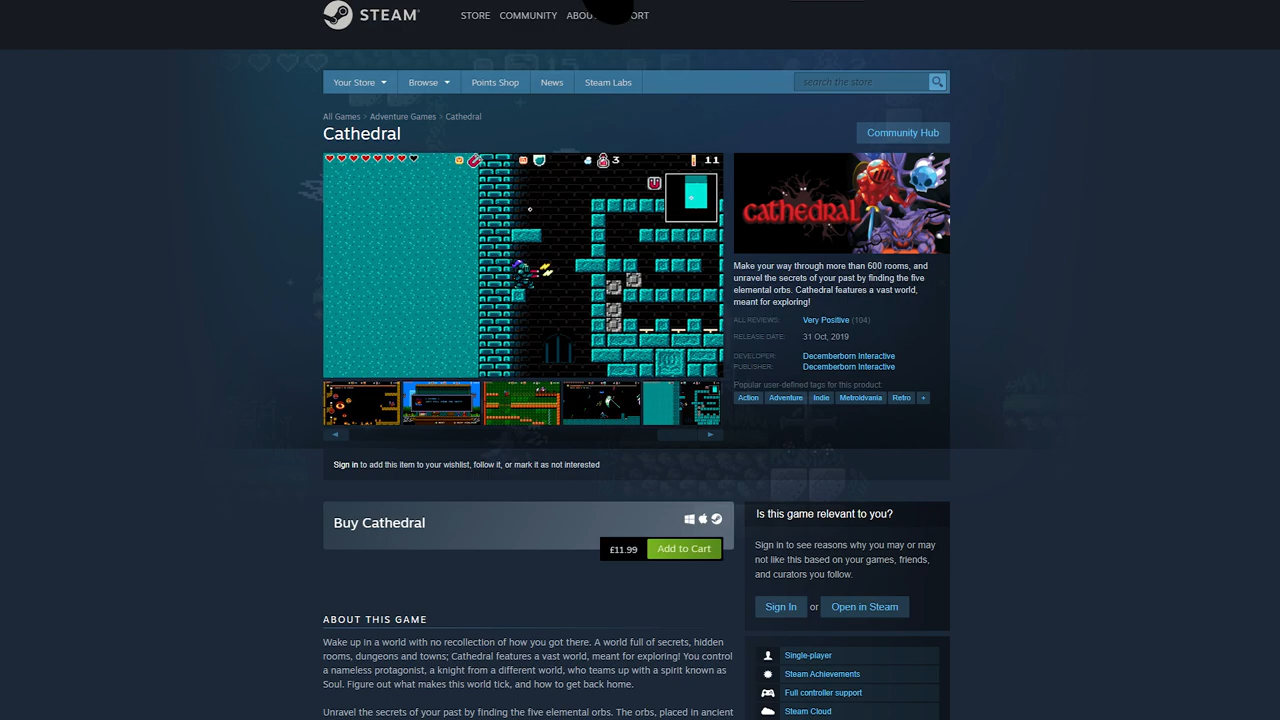 STEAM®
STORE COMMUNITY ABOU ORT
Your Store Browse Points Shop News Steam Labs search the store
All Games > Adventure Games > Cathedral
Cathedral
Community Hub
3 11
cathedral
Make your way through more than 600 rooms, and
unravel the secrets of your past by finding the five
elemental orbs. Cathedral features a vast world,
meant for exploring!
ALL REVIEWS: Very Positive (104)
RELEASE DATE: 31 Oct, 2019
DEVELOPER: Decemberborn Interactive
PUBLISHER: Decemberborn Interactive
Popular user-defined tags for this product:
Action Adventure Indie Metroidvania Retro +
Sign in to add this item to your wishlist, follow it, or mark it as not interested
Buy Cathedral
£11.99 Add to Cart
Is this game relevant to you?
Sign in to see reasons why you may or may
not like this based on your games, friends,
and curators you follow.
Sign In or Open in Steam
ABOUT THIS GAME
Wake up in a world with no recollection of how you got there. A world full of secrets, hidden
rooms, dungeons and towns; Cathedral features a vast world, meant for exploring! You control
a nameless protagonist, a knight from a different world, who teams up with a spirit known as
Soul. Figure out what makes this world tick, and how to get back home.
Unravel the secrets of your past by finding the five elemental orbs. The orbs, placed in ancient
Single-player
Steam Achievements
Full controller support
Steam Cloud